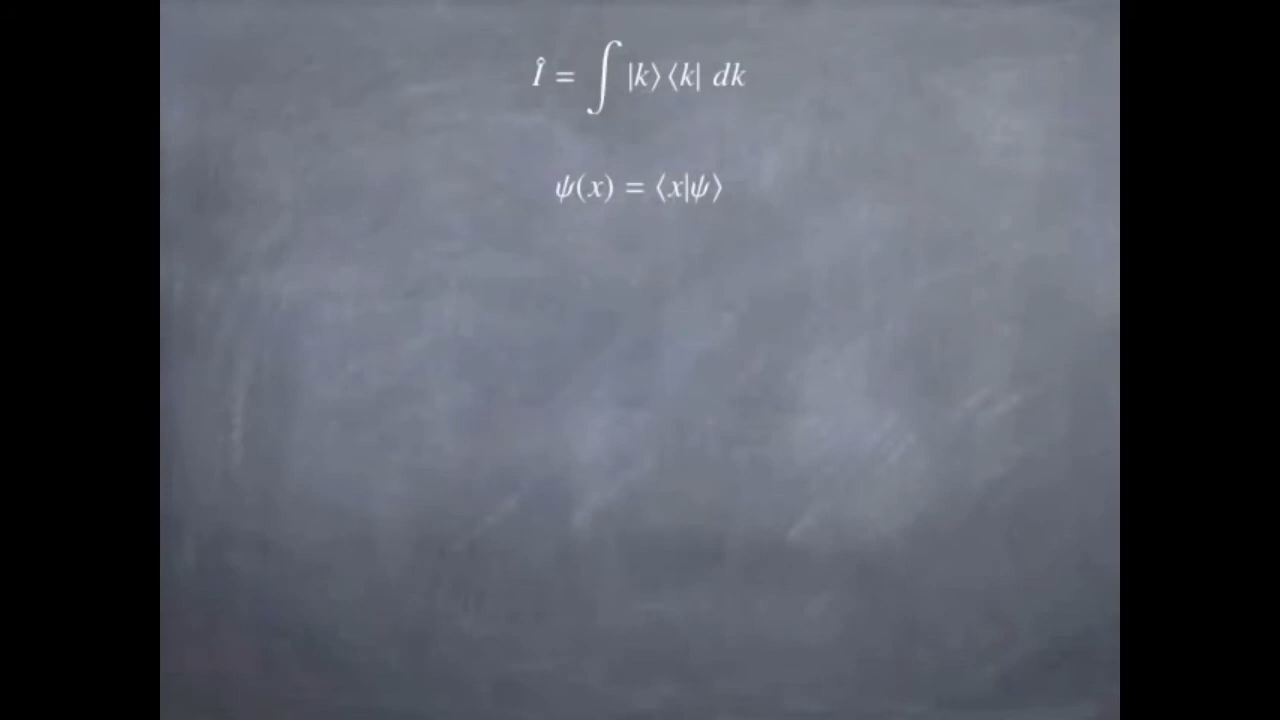 Î = ∫ |k⟩ ⟨k| dk
ψ(x) = ⟨x|ψ⟩